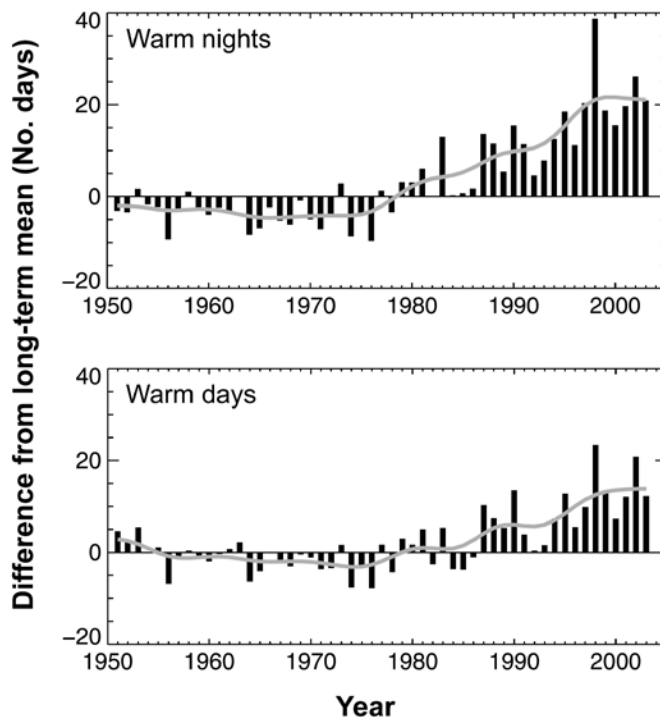 Difference from long-term mean (No. days)
Warm nights
40
20
0
−20
1950 1960 1970 1980 1990 2000
Warm days
40
20
0
−20
1950 1960 1970 1980 1990 2000
Year